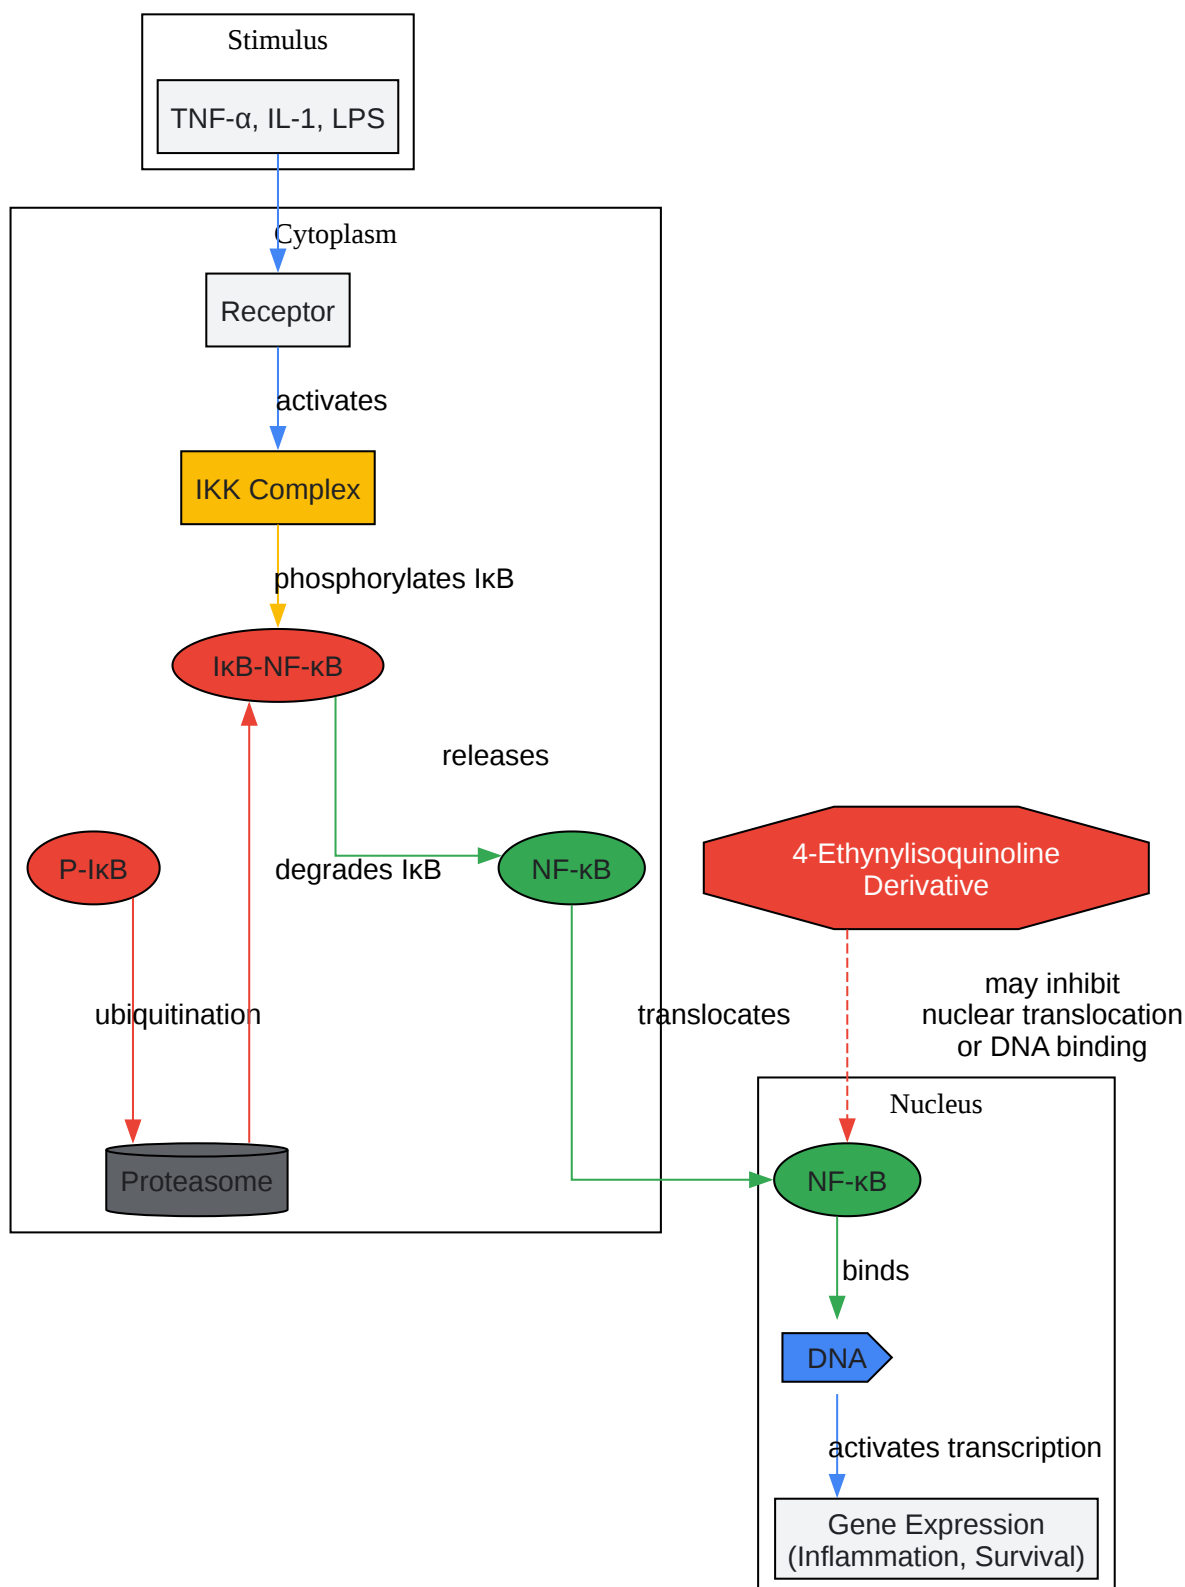 Stimulus
TNF-α, IL-1, LPS
Cytoplasm
Receptor
activates
IKK Complex
phosphorylates IκB
IκB-NF-κB
releases
P-IκB
degrades IκB
NF-κB
4-Ethynylisoquinoline
Derivative
ubiquitination
translocates
may inhibit
nuclear translocation
or DNA binding
Nucleus
Proteasome
NF-κB
binds
DNA
activates transcription
Gene Expression
(Inflammation, Survival)